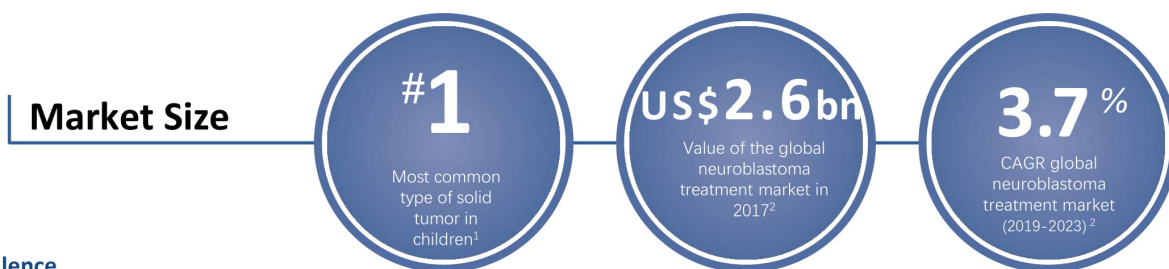 Market Size
#1
Most common
type of solid
tumor in
children1
US$2.6bn
Value of the global
neuroblastoma
treatment market in
20172
3.7 %
CAGR global
neuroblastoma
treatment market
(2019-2023) 2